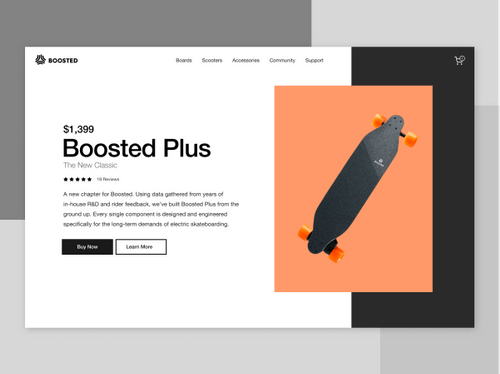 BOOSTED
Boards Scooters Accessories Community Support
$1,399
Boosted Plus
The New Classic
19 Reviews
A new chapter for Boosted. Using data gathered from years of
in-house R&D and rider feedback, we've built Boosted Plus from the
ground up. Every single component is designed and engineered
specifically for the long-term demands of electric skateboarding.
Buy Now Learn More